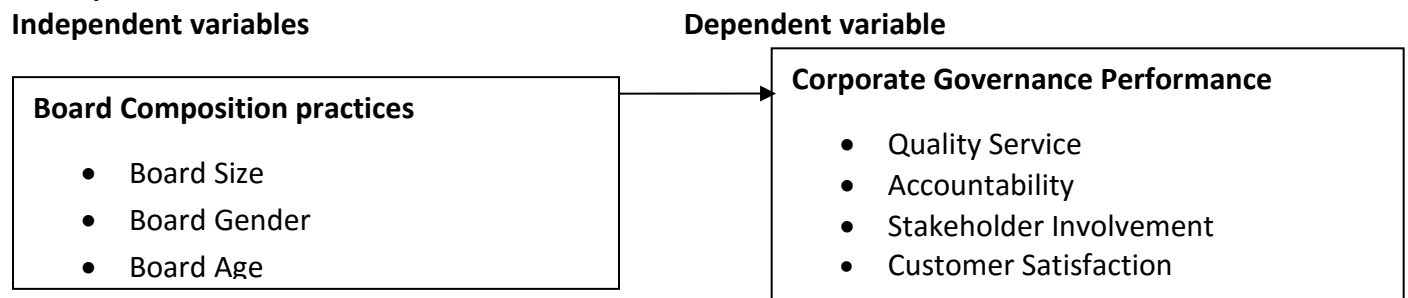 Independent variables
Dependent variable
Board Composition practices
• Board Size
• Board Gender
• Board Age
Corporate Governance Performance
• Quality Service
• Accountability
• Stakeholder Involvement
• Customer Satisfaction